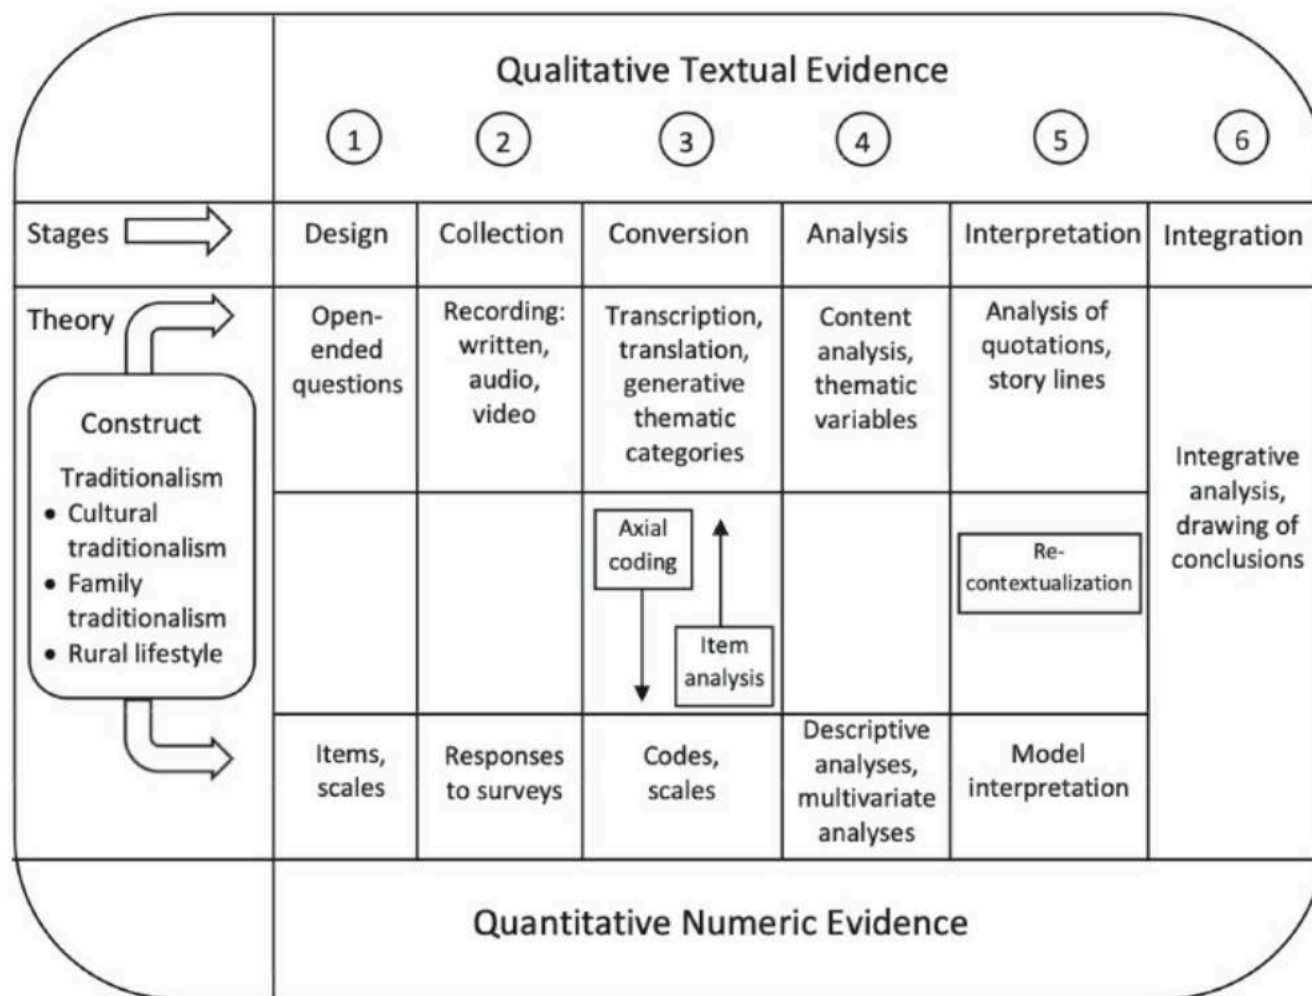 Qualitative Textual Evidence
1 2 3 4 5 6
Stages Design Collection Conversion Analysis Interpretation Integration
Theory
Construct
Traditionalism
• Cultural
traditionalism
• Family
traditionalism
• Rural lifestyle
Open-
ended
questions
Recording:
written,
audio,
video
Transcription,
translation,
generative
thematic
categories
Content
analysis,
thematic
variables
Analysis of
quotations,
story lines
Axial
coding
Item
analysis
Re-
contextualization
Integrative
analysis,
drawing of
conclusions
Items,
scales
Responses
to surveys
Codes,
scales
Descriptive
analyses,
multivariate
analyses
Model
interpretation
Quantitative Numeric Evidence